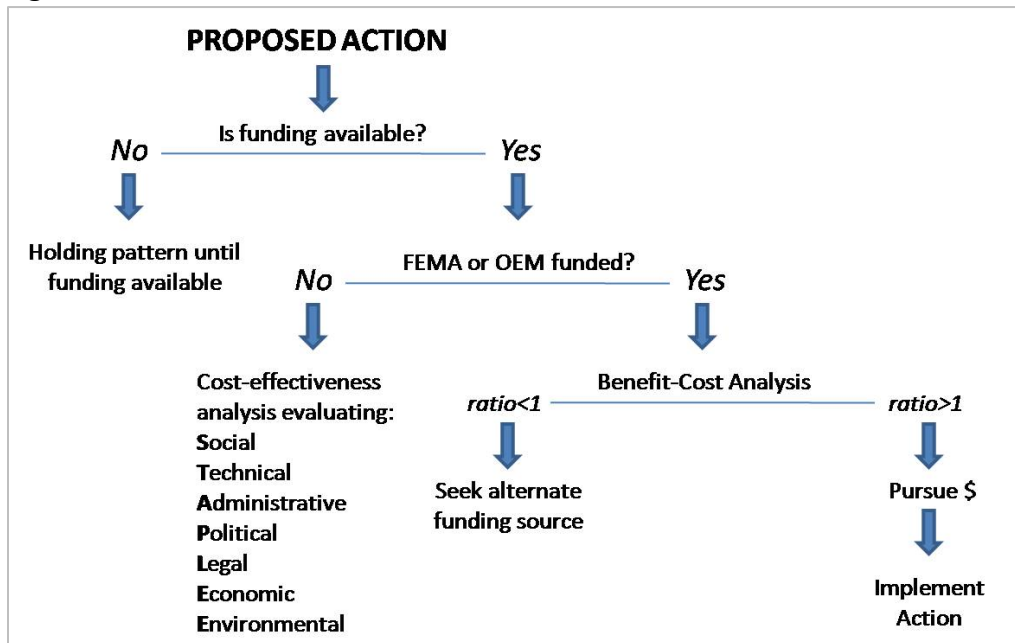 PROPOSED ACTION
Is funding available?
No
Yes
Holding pattern until
funding available
FEMA or OEM funded?
No
Yes
Cost-effectiveness
analysis evaluating:
Social
Technical
Administrative
Political
Legal
Economic
Environmental
Benefit-Cost Analysis
ratio<1
ratio>1
Seek alternate
funding source
Pursue $
Implement
Action